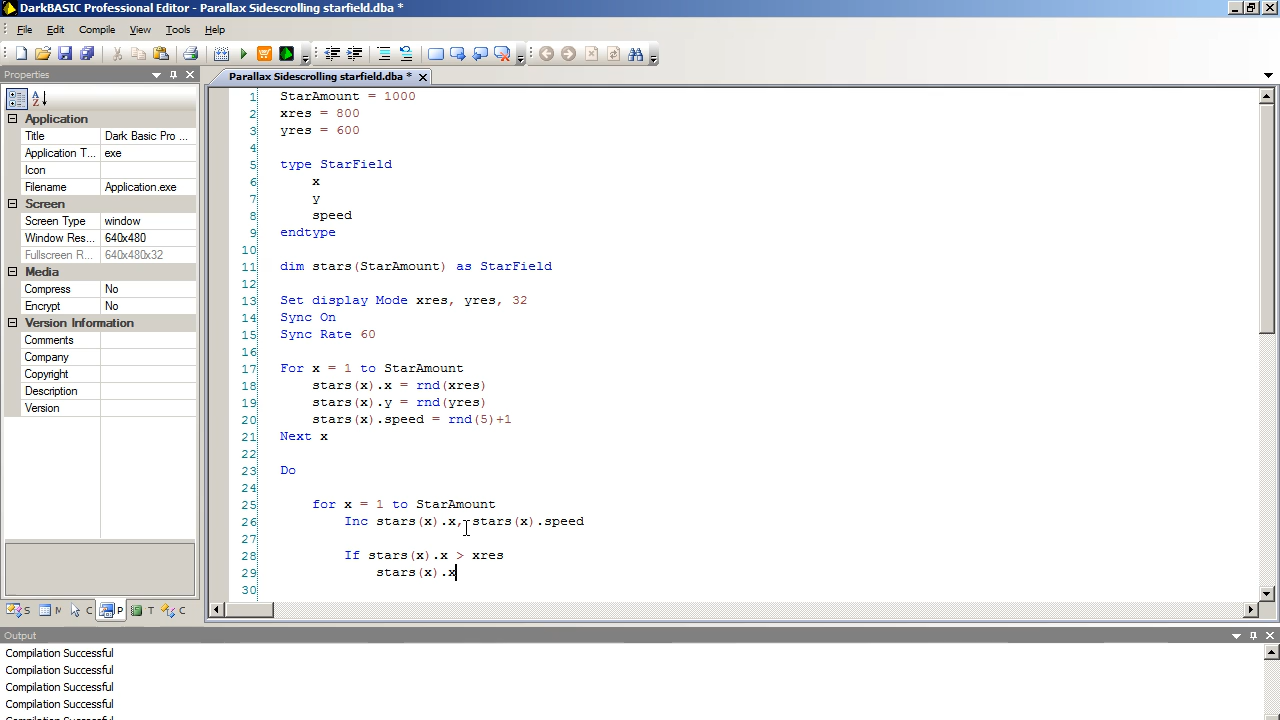 DarkBASIC Professional Editor - Parallax Sidescrolling starfield.dba *
File Edit Compile View Tools Help
Properties
Parallax Sidescrolling starfield.dba *
Application
Title Dark Basic Pro ...
Application T... exe
Icon
Filename Application.exe
Screen
Screen Type window
Window Res... 640x480
Fullscreen R... 640x480x32
Media
Compress No
Encrypt No
Version Information
Comments
Company
Copyright
Description
Version
S M C P T C
1 StarAmount = 1000
2 xres = 800
3 yres = 600
4
5 type StarField
6 x
7 y
8 speed
9 endtype
10
11 dim stars(StarAmount) as StarField
12
13 Set display Mode xres, yres, 32
14 Sync On
15 Sync Rate 60
16
17 For x = 1 to StarAmount
18 stars(x).x = rnd(xres)
19 stars(x).y = rnd(yres)
20 stars(x).speed = rnd(5)+1
21 Next x
22
23 Do
24
25 for x = 1 to StarAmount
26 Inc stars(x).x, stars(x).speed
27
28 If stars(x).x > xres
29 stars(x).x
30
Output
Compilation Successful
Compilation Successful
Compilation Successful
Compilation Successful
Compilation Successful